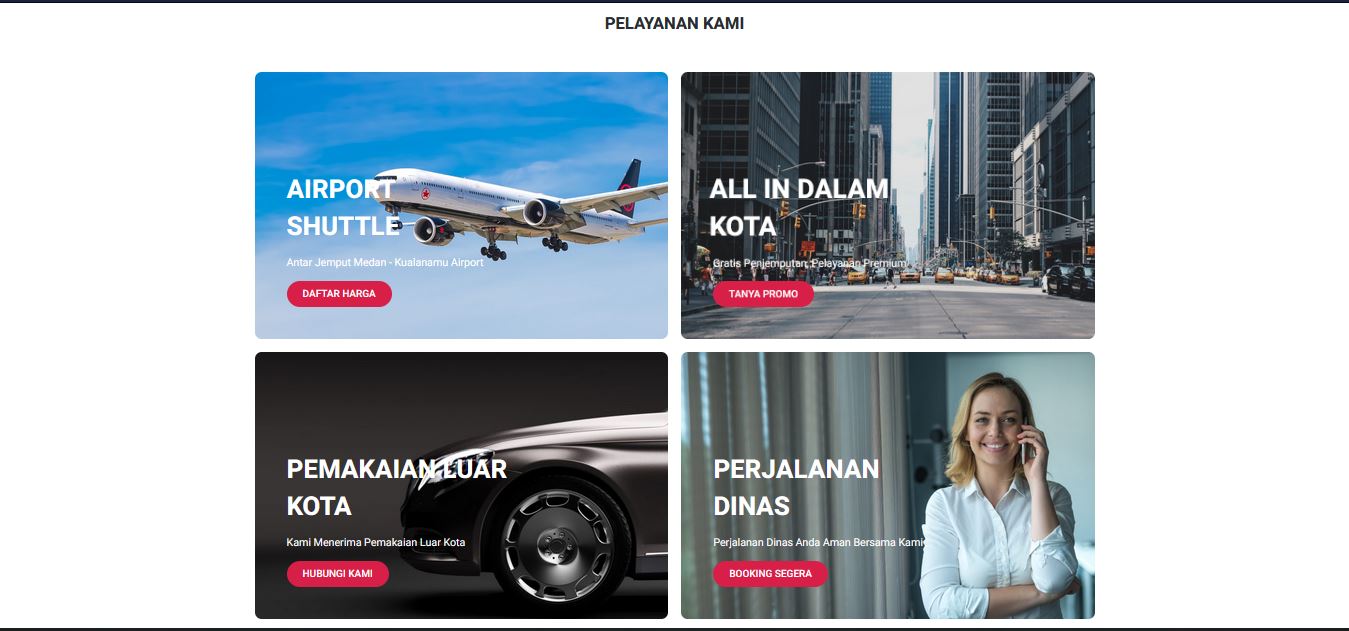 PELAYANAN KAMI
AIRPORT
SHUTTLE
Antar Jemput Medan - Kualanamu Airport
DAFTAR HARGA
ALL IN DALAM
KOTA
Gratis Penjemputan, Pelayanan Premium
TANYA PROMO
PEMAKAIAN LUAR
KOTA
Kami Menerima Pemakaian Luar Kota
HUBUNGI KAMI
PERJALANAN
DINAS
Perjalanan Dinas Anda Aman Bersama Kami
BOOKING SEGERA